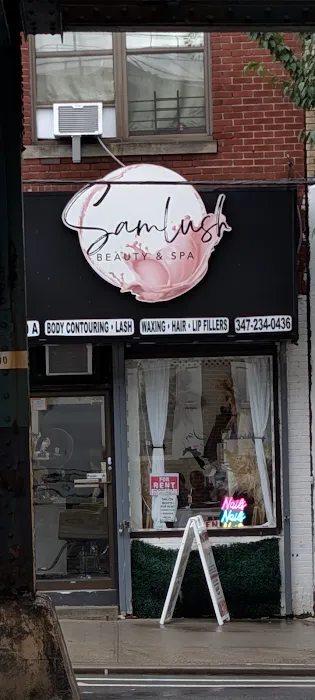 Samlush
BEAUTY & SPA
A BODY CONTOURING • LASH WAXING • HAIR • LIP FILLERS 347-234-0436
FOR
RENT
Nails
Nails